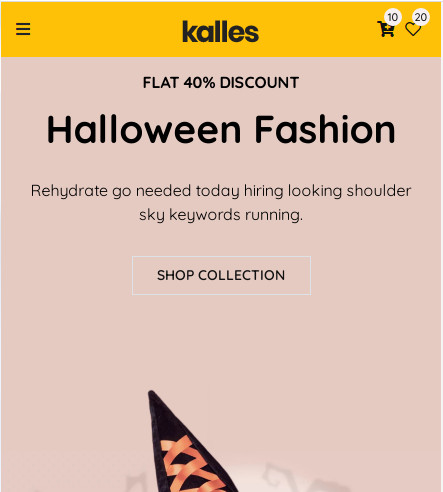 kalles
10
20
FLAT 40% DISCOUNT
Halloween Fashion
Rehydrate go needed today hiring looking shoulder
sky keywords running.
SHOP COLLECTION